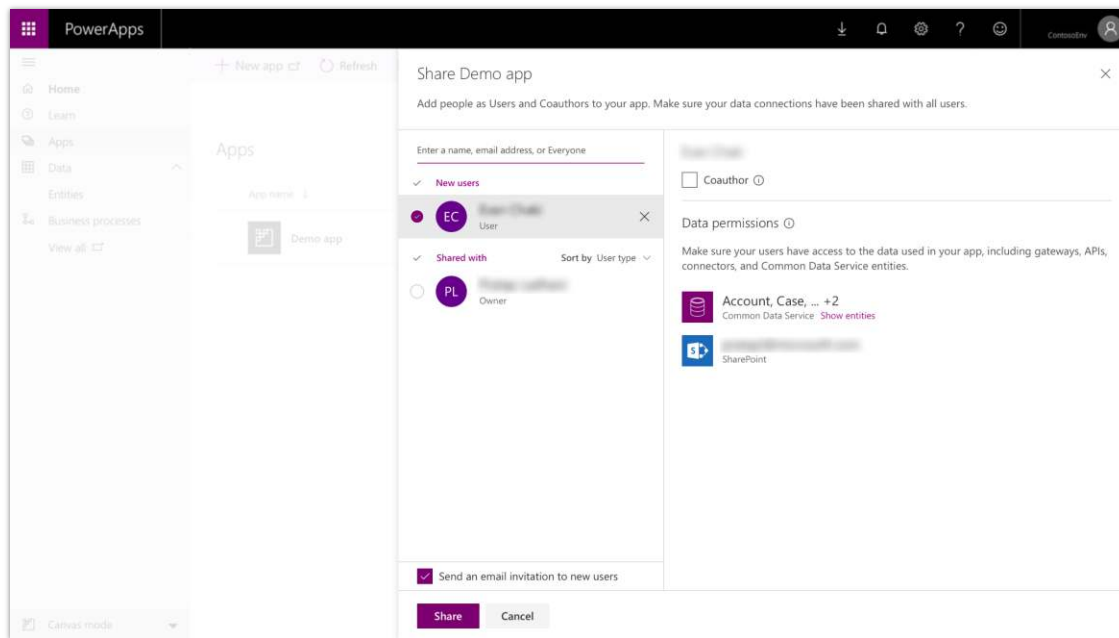 PowerApps
ContosoEnv
New app
Refresh
Home
Learn
Apps
Data
Entities
Business processes
View all
Canvas mode
Apps
App name
Demo app
Share Demo app
Add people as Users and Coauthors to your app. Make sure your data connections have been shared with all users.
Enter a name, email address, or Everyone
New users
EC
User
Shared with
Sort by User type
PL
Owner
Send an email invitation to new users
Share
Cancel
Coauthor
Data permissions
Make sure your users have access to the data used in your app, including gateways, APIs,
connectors, and Common Data Service entities.
Account, Case, ... +2
Common Data Service Show entities
SharePoint